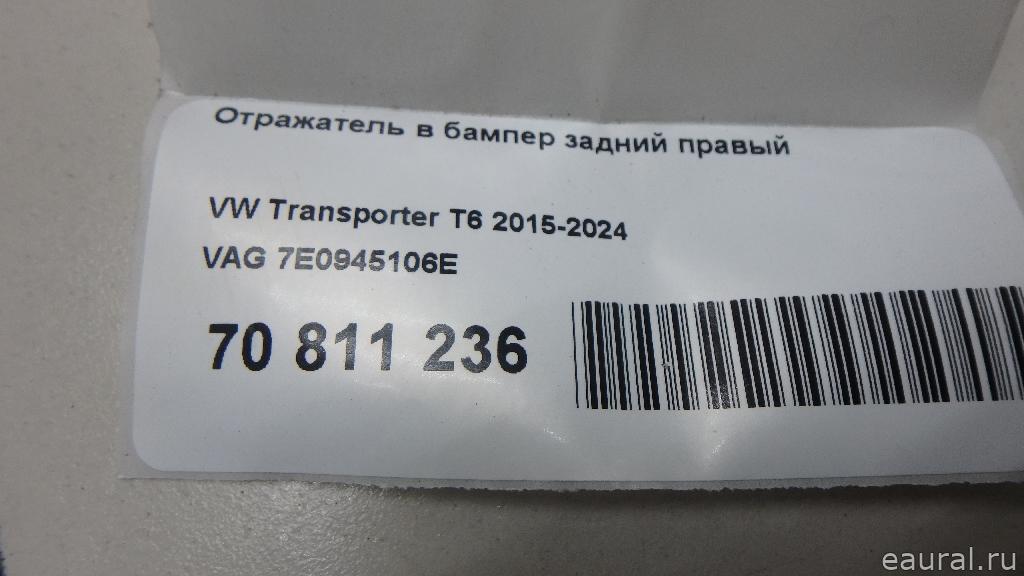 Отражатель в бампер задний правый
VW Transporter T6 2015-2024
VAG 7E0945106E
70 811 236
eaural.ru